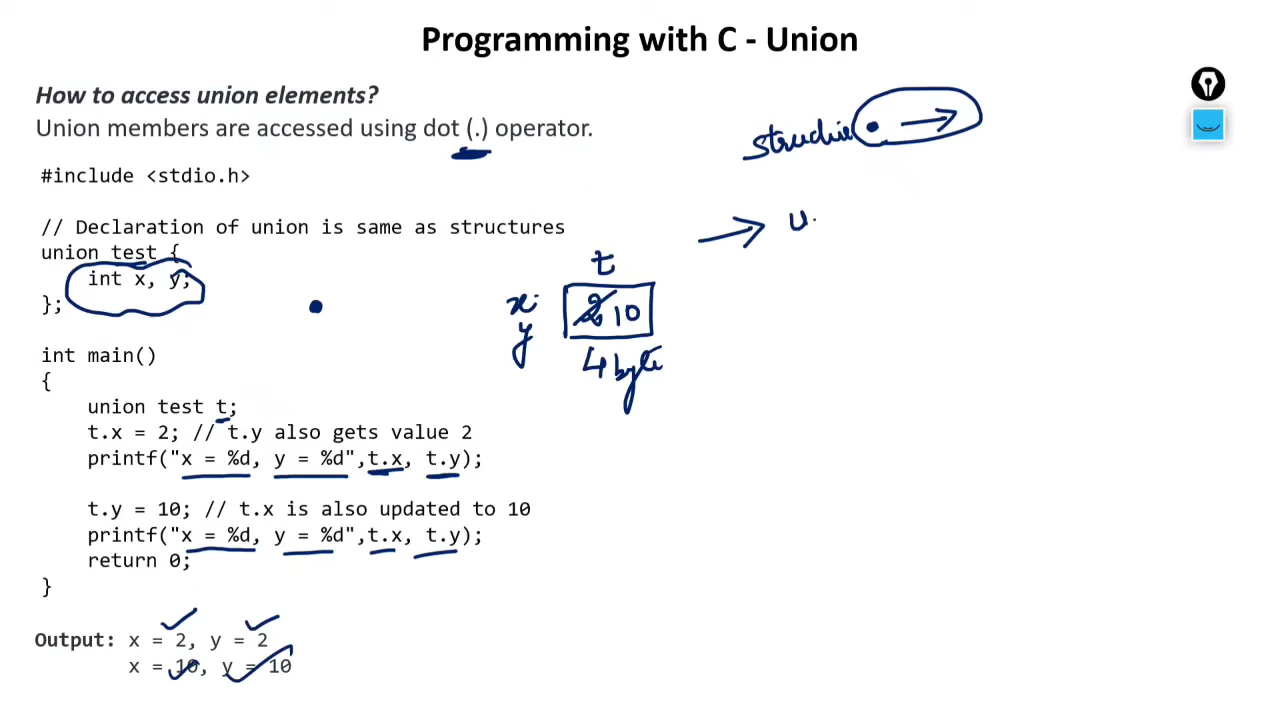 Programming with C - Union
How to access union elements?
Union members are accessed using dot (.) operator.
#include <stdio.h>
// Declaration of union is same as structures
union test {
int x, y;
};
int main()
{
union test t;
t.x = 2; // t.y also gets value 2
printf("x = %d, y = %d",t.x, t.y);
t.y = 10; // t.x is also updated to 10
printf("x = %d, y = %d",t.x, t.y);
return 0;
}
Output: x = 2, y = 2
x = 10, y = 10
→
→ u.
t
x 2 10
y
4 byte